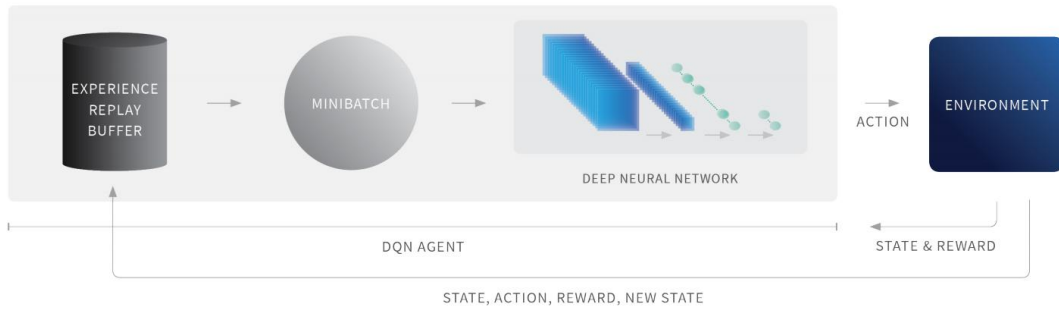 EXPERIENCE
REPLAY
BUFFER
MINIBATCH
DEEP NEURAL NETWORK
ACTION
ENVIRONMENT
DQN AGENT
STATE & REWARD
STATE, ACTION, REWARD, NEW STATE